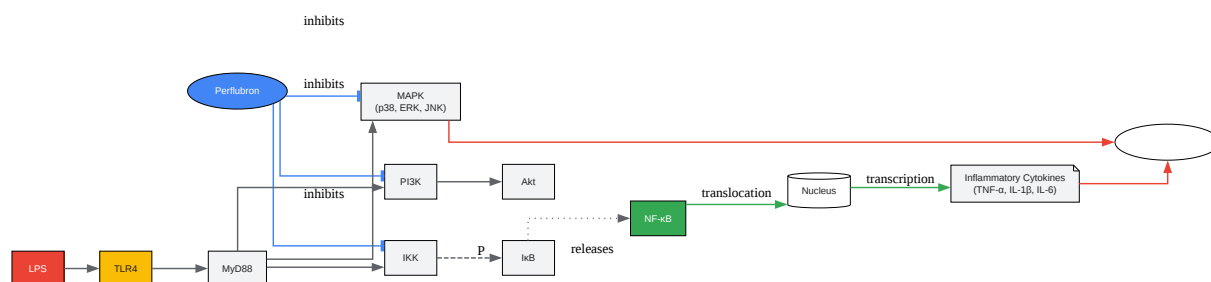 inhibits
inhibits
Perflubron
MAPK
(p38, ERK, JNK)
inhibits
PI3K
Akt
translocation
Nucleus
transcription
Inflammatory Cytokines
(TNF-α, IL-1β, IL-6)
NF-κB
releases
LPS
TLR4
MyD88
IKK
P
IκB